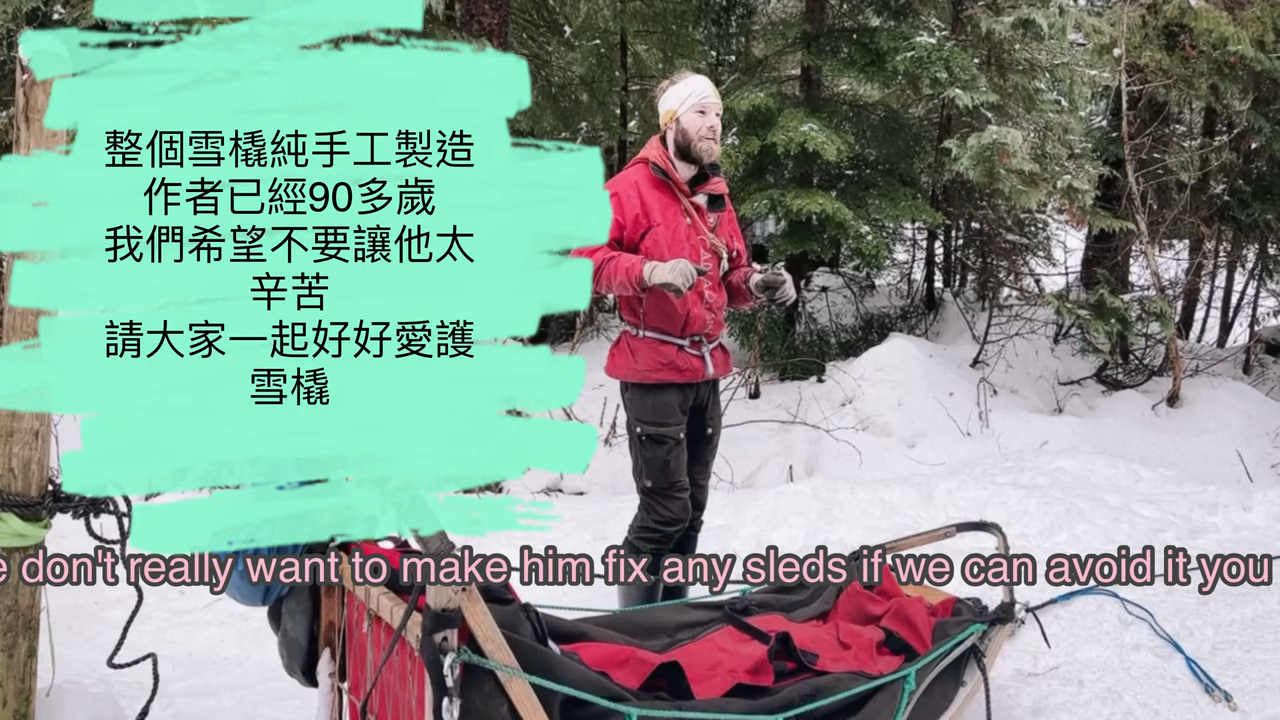 整個雪橇純手工製造
作者已經90多歲
我們希望不要讓他太
辛苦
請大家一起好好愛護
雪橇
don't really want to make him fix any sleds if we can avoid it you